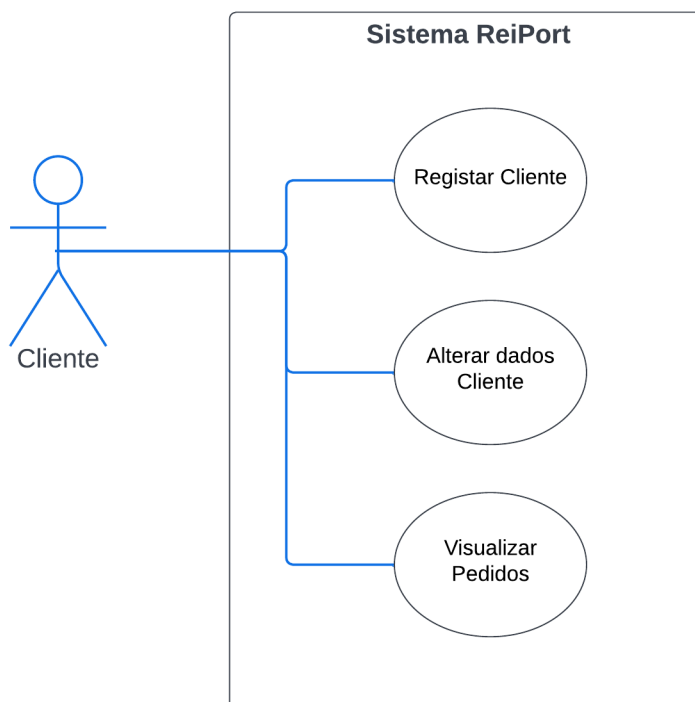 Sistema ReiPort
Registar Cliente
Cliente
Alterar dados
Cliente
Visualizar
Pedidos